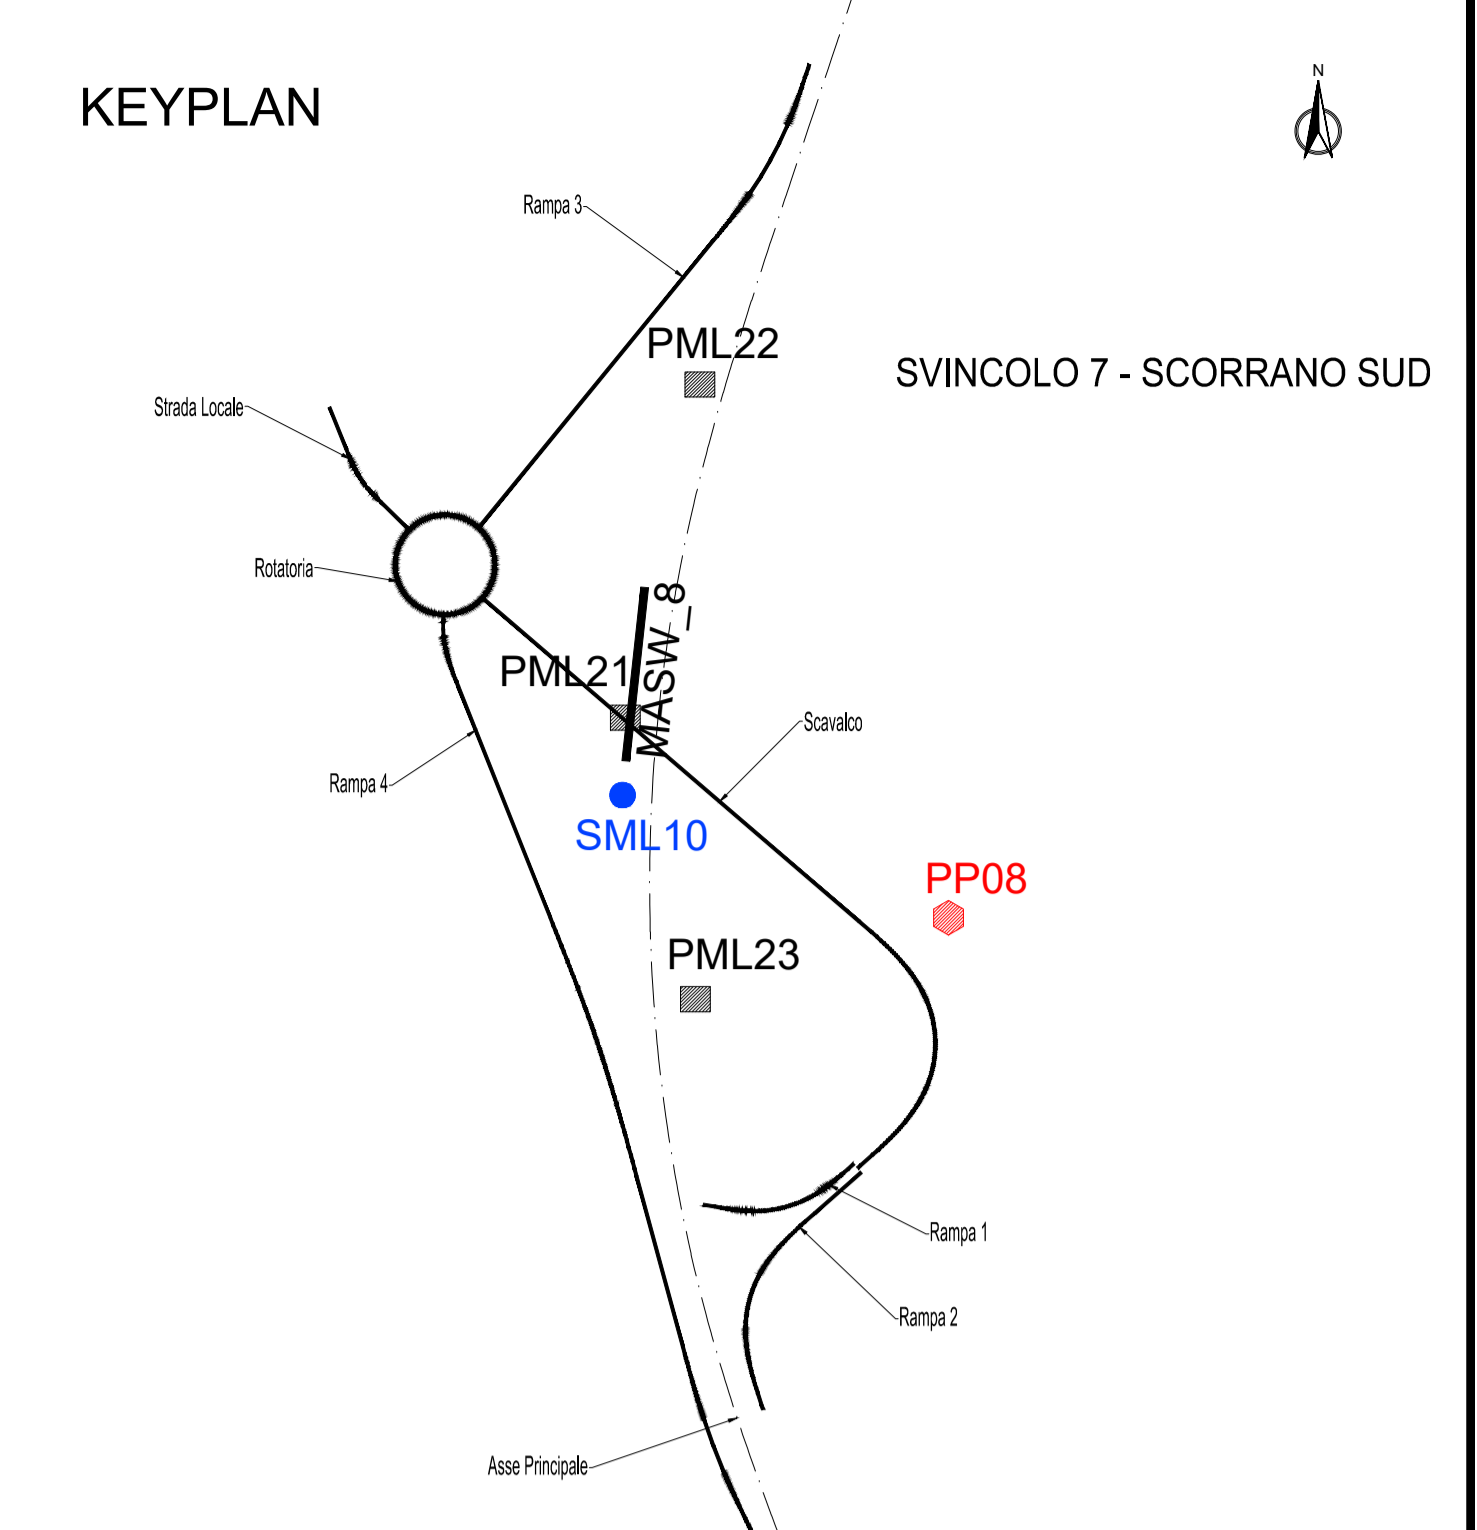 N
KEYPLAN
Rampa 3
PML22
SVINCOLO 7 - SCORRANO SUD
Strada Locale
Rotatoria
MASW_8
PML21
Scavalco
Rampa 4
SML10
PP08
PML23
Rampa 1
Rampa 2
Asse Principale